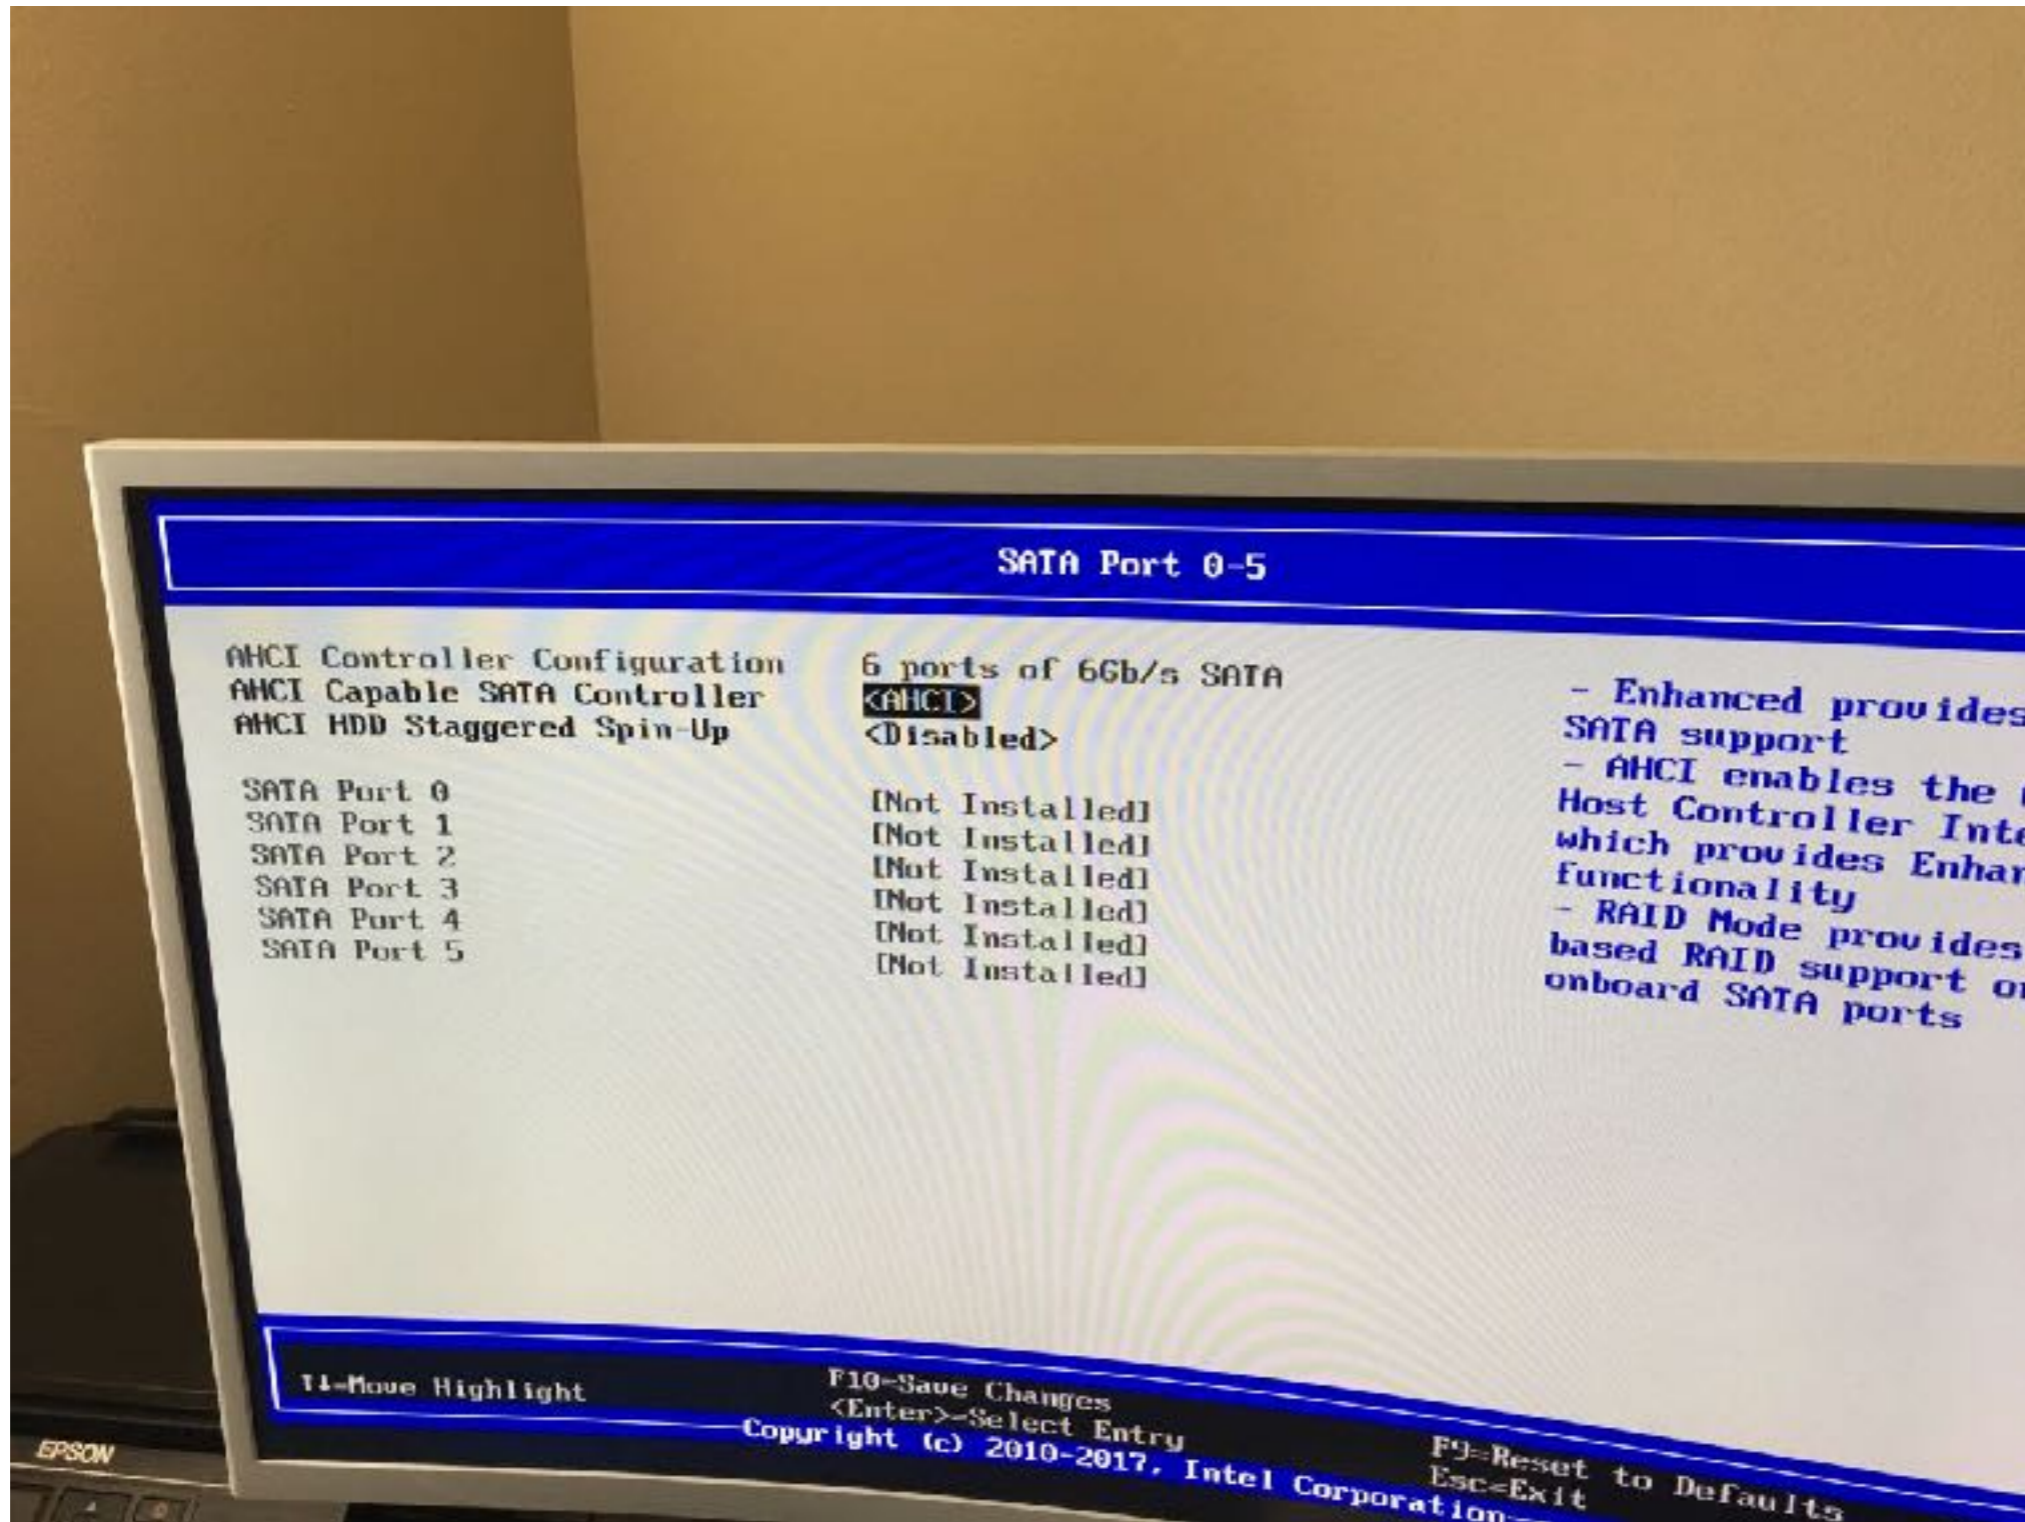 SATA Port 0-5
AHCI Controller Configuration 6 ports of 6Gb/s SATA
AHCI Capable SATA Controller <AHCI>
AHCI HDD Staggered Spin-Up <Disabled>
SATA Port 0 [Not Installed]
SATA Port 1 [Not Installed]
SATA Port 2 [Not Installed]
SATA Port 3 [Not Installed]
SATA Port 4 [Not Installed]
SATA Port 5 [Not Installed]
- Enhanced provides
SATA support
- AHCI enables the
Host Controller Inte
which provides Enhan
functionality
- RAID Mode provides
based RAID support on
onboard SATA ports
↑↓=Move Highlight
F10=Save Changes
<Enter>=Select Entry
F9=Reset to Defaults
Esc=Exit
Copyright (c) 2010-2017, Intel Corporation
EPSON